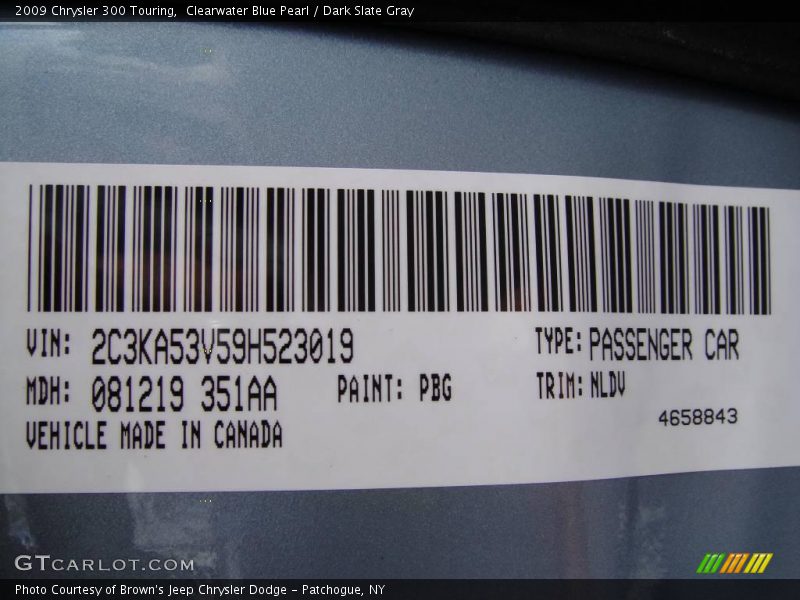 2009 Chrysler 300 Touring,  Clearwater Blue Pearl / Dark Slate Gray
VIN: 2C3KA53V59H523019 TYPE: PASSENGER CAR
MDH: 081219 351AA PAINT: PBG TRIM: NLDV
VEHICLE MADE IN CANADA 4658843
GTCARLOT.COM
Photo Courtesy of Brown's Jeep Chrysler Dodge - Patchogue, NY